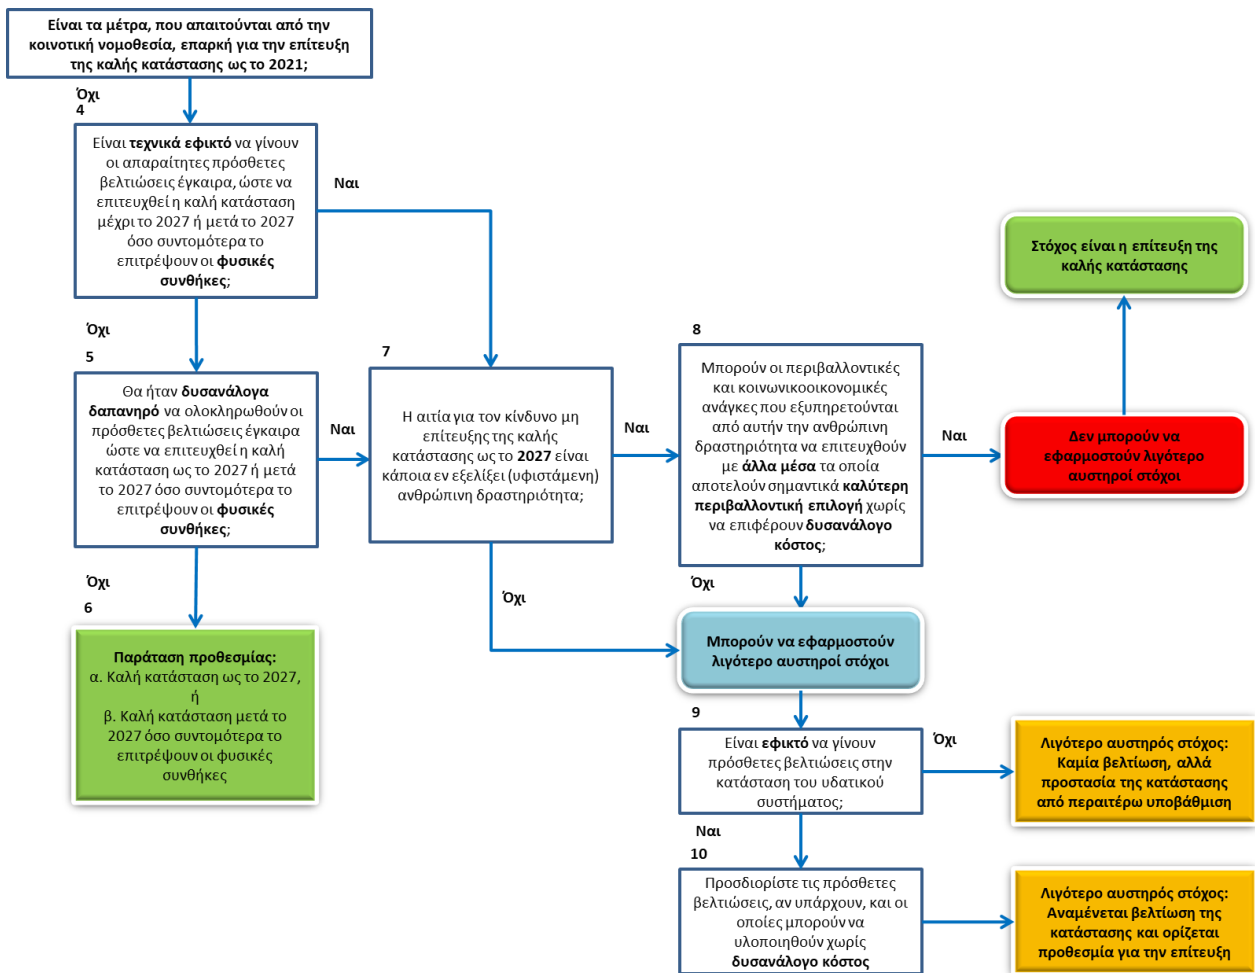 Είναι τα μέτρα, που απαιτούνται από την
κοινοτική νομοθεσία, επαρκή για την επίτευξη
της καλής κατάστασης ως το 2021;
Όχι
4
Είναι τεχνικά εφικτό να γίνουν
οι απαραίτητες πρόσθετες
βελτιώσεις έγκαιρα, ώστε να
επιτευχθεί η καλή κατάσταση
μέχρι το 2027 ή μετά το 2027
όσο συντομότερα το
επιτρέψουν οι φυσικές
συνθήκες;
Ναι
Όχι
5
Θα ήταν δυσανάλογα
δαπανηρό να ολοκληρωθούν οι
πρόσθετες βελτιώσεις έγκαιρα
ώστε να επιτευχθεί η καλή
κατάσταση ως το 2027 ή μετά
το 2027 όσο συντομότερα το
επιτρέψουν οι φυσικές
συνθήκες;
Ναι
Όχι
6
Παράταση προθεσμίας:
α. Καλή κατάσταση ως το 2027,
ή
β. Καλή κατάσταση μετά το
2027 όσο συντομότερα το
επιτρέψουν οι φυσικές
συνθήκες
7
Η αιτία για τον κίνδυνο μη
επίτευξης της καλής
κατάστασης ως το 2027 είναι
κάποια εν εξελίξει (υφιστάμενη)
ανθρώπινη δραστηριότητα;
Ναι
Όχι
8
Μπορούν οι περιβαλλοντικές
και κοινωνικοοικονομικές
ανάγκες που εξυπηρετούνται
από αυτήν την ανθρώπινη
δραστηριότητα να επιτευχθούν
με άλλα μέσα τα οποία
αποτελούν σημαντικά καλύτερη
περιβαλλοντική επιλογή χωρίς
να επιφέρουν δυσανάλογο
κόστος;
Ναι
Όχι
Στόχος είναι η επίτευξη της
καλής κατάστασης
Δεν μπορούν να
εφαρμοστούν λιγότερο
αυστηροί στόχοι
Μπορούν να εφαρμοστούν
λιγότερο αυστηροί στόχοι
9
Είναι εφικτό να γίνουν
πρόσθετες βελτιώσεις στην
κατάσταση του υδατικού
συστήματος;
Όχι
Λιγότερο αυστηρός στόχος:
Καμία βελτίωση, αλλά
προστασία της κατάστασης
από περαιτέρω υποβάθμιση
Ναι
10
Προσδιορίστε τις πρόσθετες
βελτιώσεις, αν υπάρχουν, και οι
οποίες μπορούν να
υλοποιηθούν χωρίς
δυσανάλογο κόστος
Λιγότερο αυστηρός στόχος:
Αναμένεται βελτίωση της
κατάστασης και ορίζεται
προθεσμία για την επίτευξη